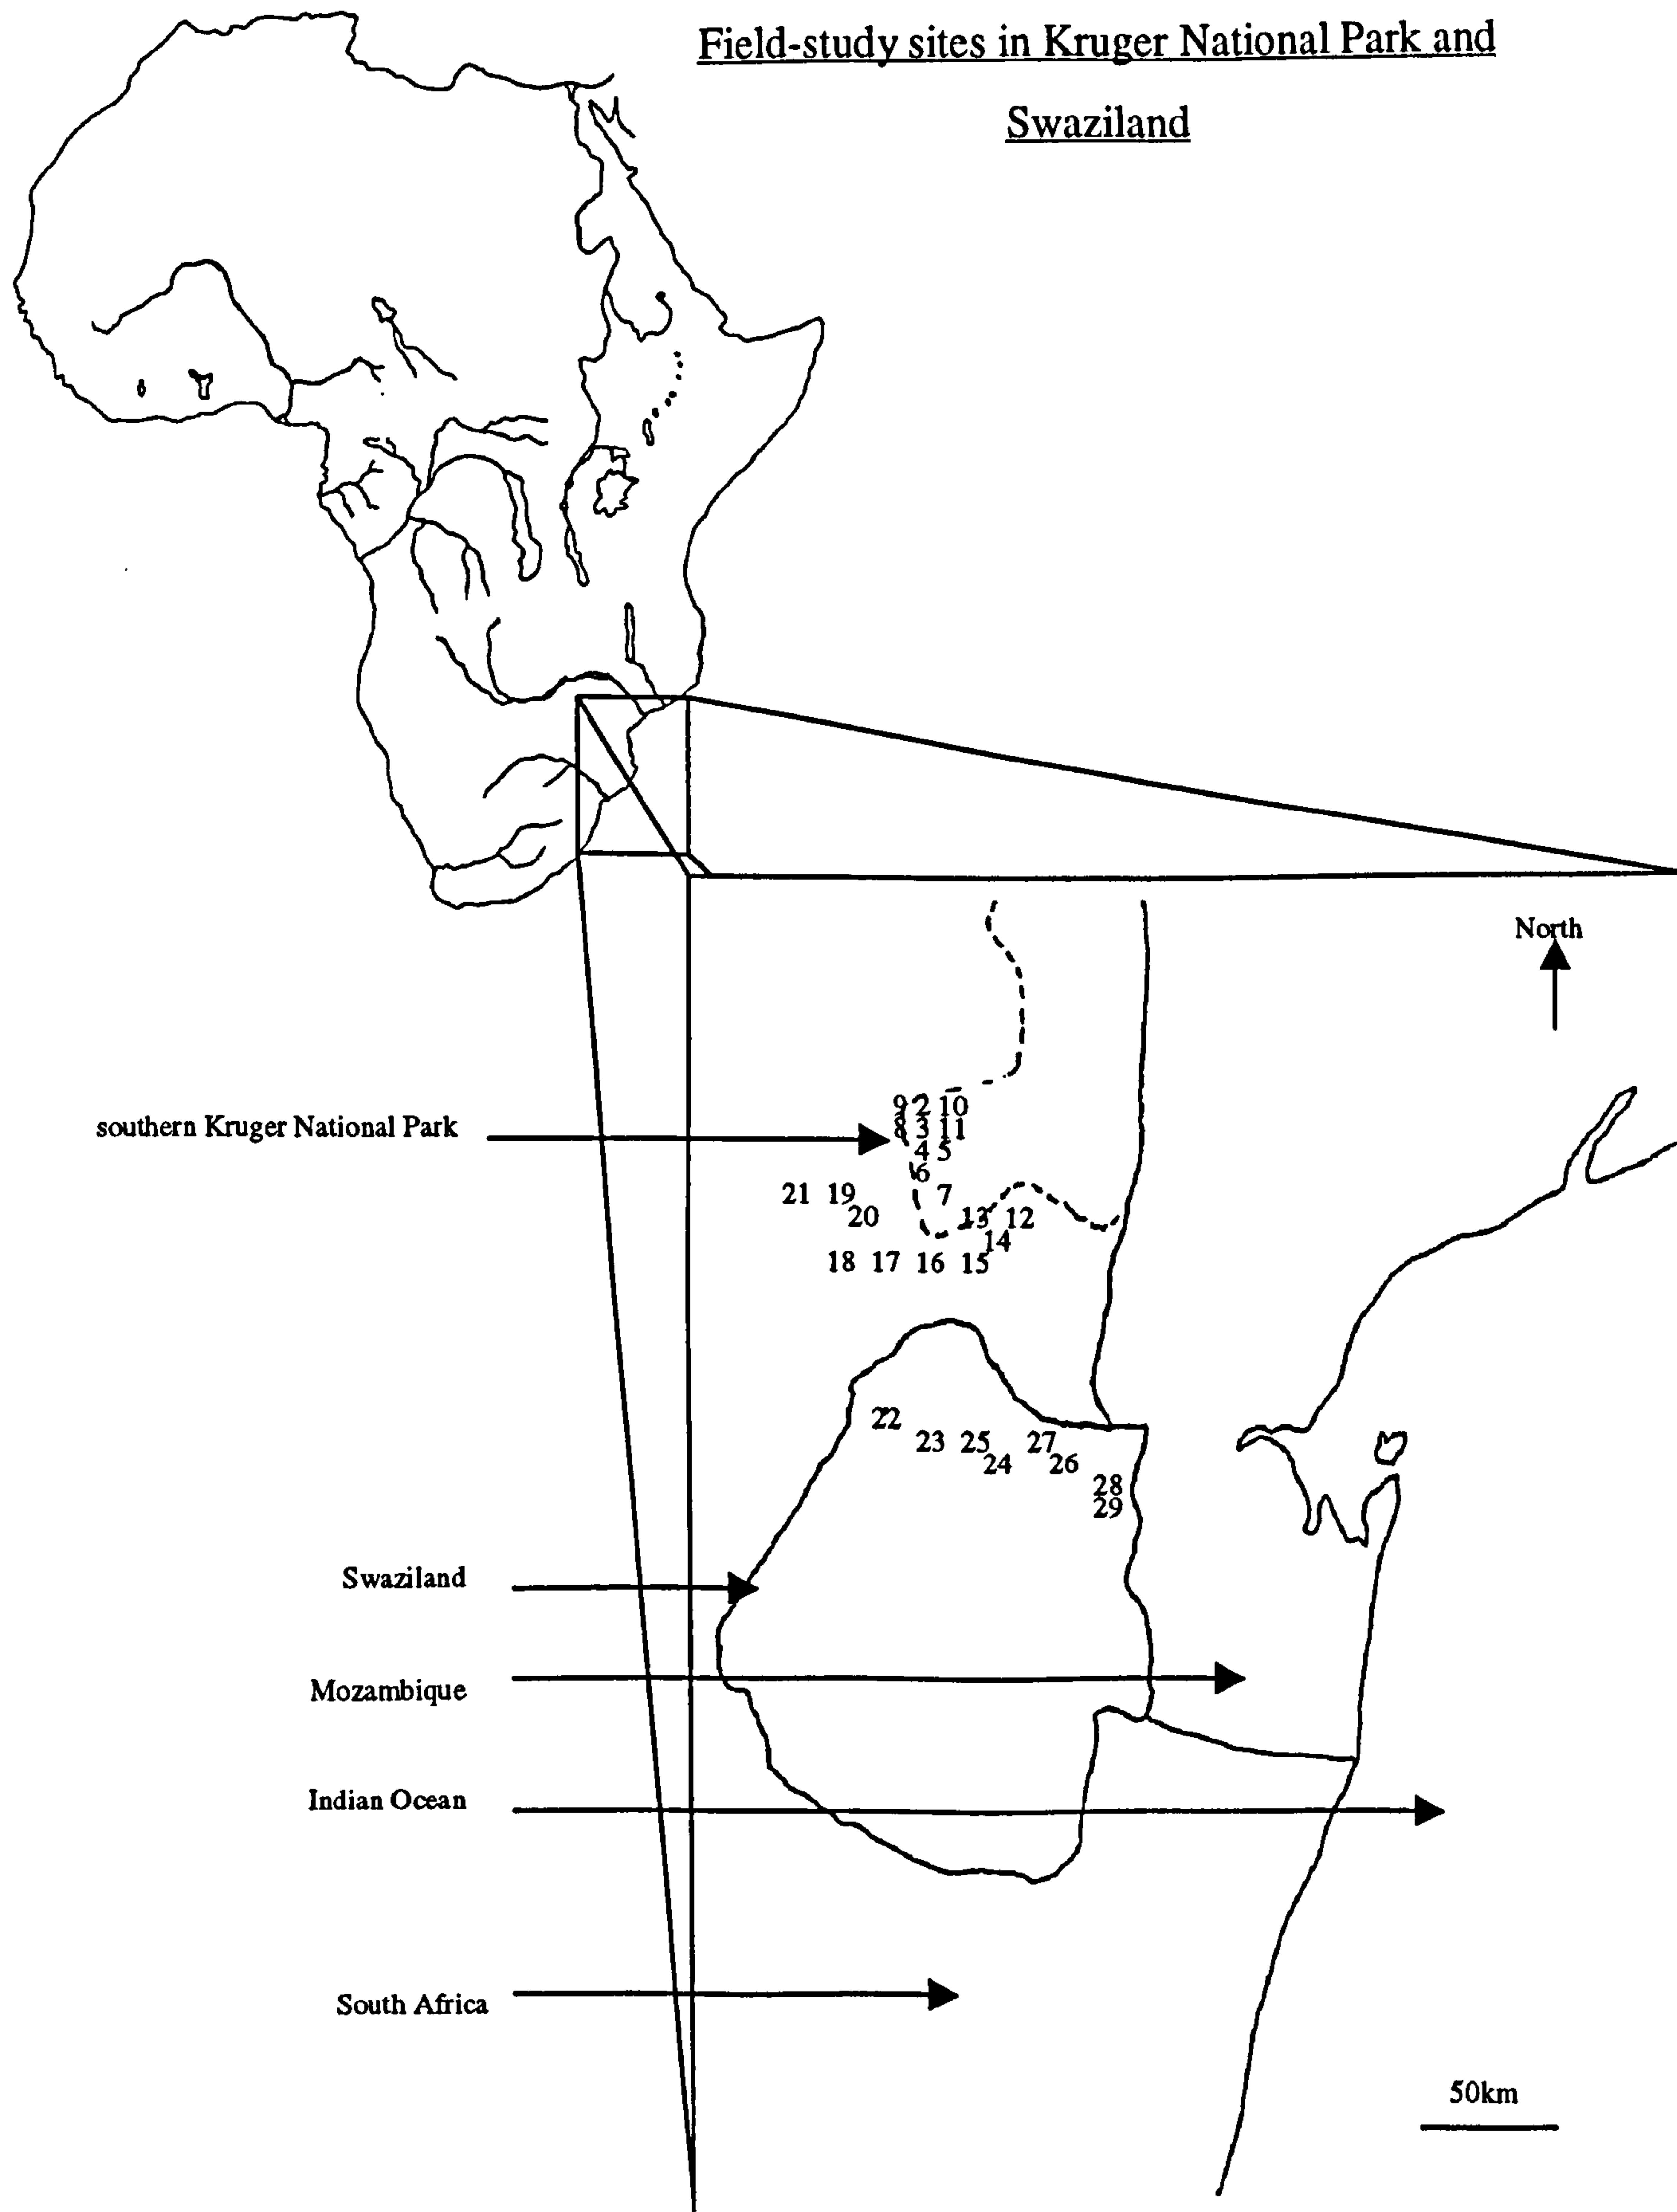 Field-study sites in Kruger National Park and
Swaziland
North
9 2 10
southern Kruger National Park
8 3 11
4 5
6
21 19 7
20 13 12
14
18 17 16 15
22
23 25 27
24 26
28
29
Swaziland
Mozambique
Indian Ocean
South Africa
50km